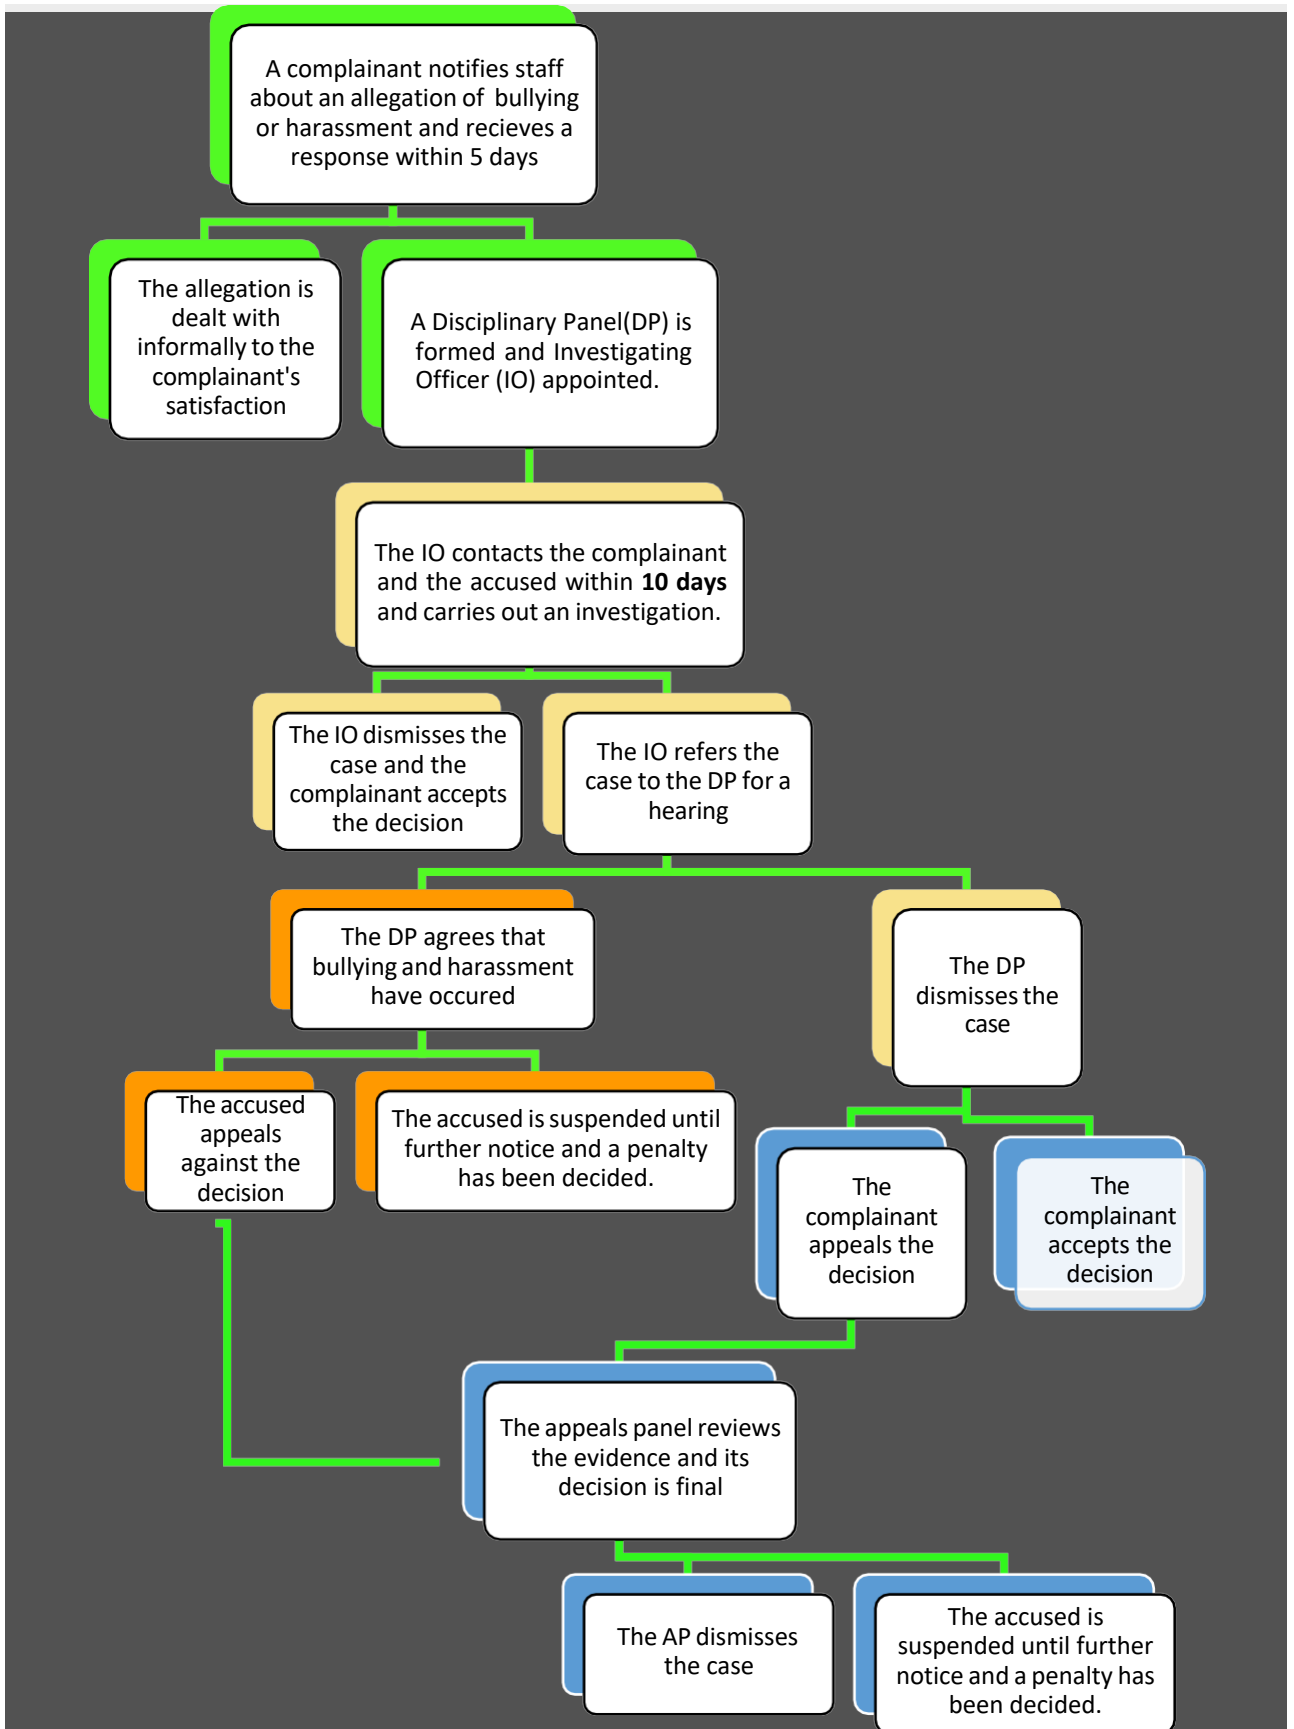 A complainant notifies staff
about an allegation of bullying
or harassment and recieves a
response within 5 days
The allegation is
dealt with
informally to the
complainant's
satisfaction
A Disciplinary Panel(DP) is
formed and Investigating
Officer (IO) appointed.
The IO contacts the complainant
and the accused within 10 days
and carries out an investigation.
The IO dismisses the
case and the
complainant accepts
the decision
The IO refers the
case to the DP for a
hearing
The DP agrees that
bullying and harassment
have occured
The DP
dismisses the
case
The accused
appeals
against the
decision
The accused is suspended until
further notice and a penalty
has been decided.
The
complainant
appeals the
decision
The
complainant
accepts the
decision
The appeals panel reviews
the evidence and its
decision is final
The AP dismisses
the case
The accused is
suspended until further
notice and a penalty has
been decided.